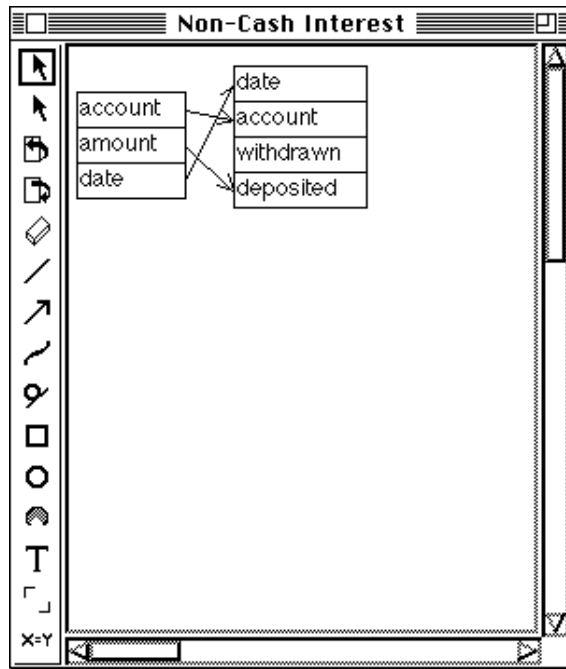 Non-Cash Interest
account
amount
date
date
account
withdrawn
deposited
T
X=Y